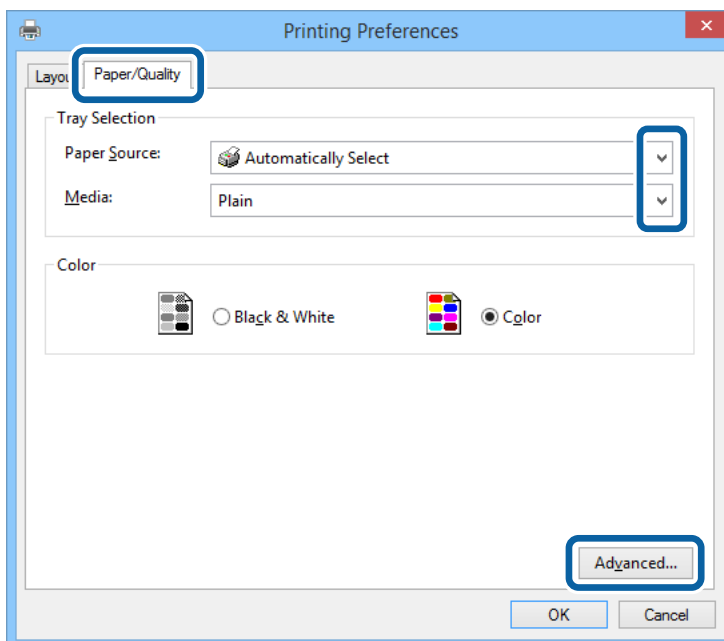 Printing Preferences
Layou
Paper/Quality
Tray Selection
Paper Source:
Automatically Select
Media:
Plain
Color
Black & White
Color
Advanced...
OK
Cancel